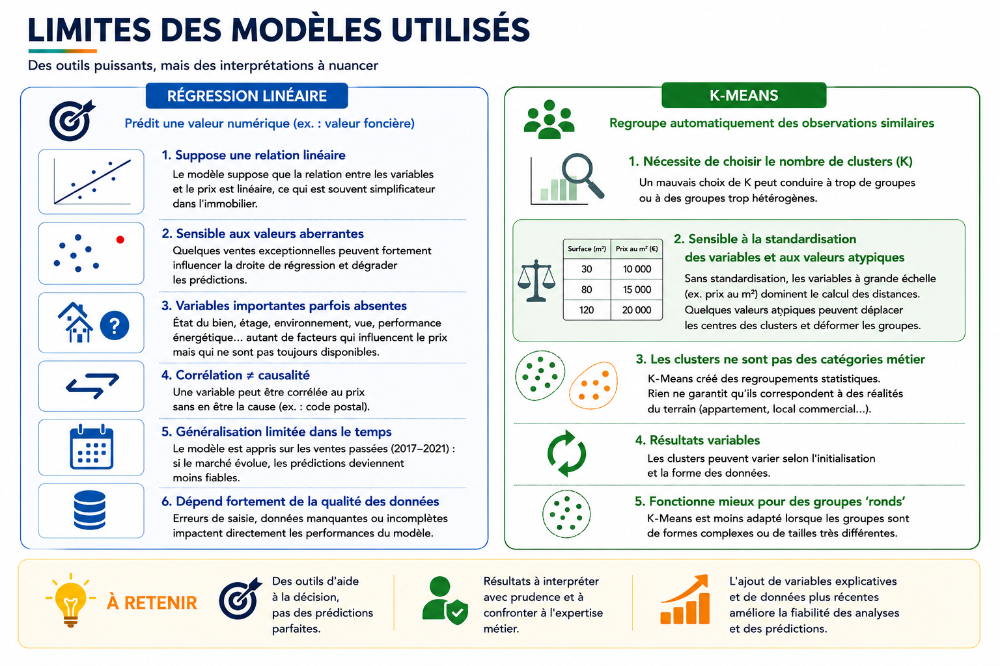 LIMITES DES MODÈLES UTILISÉS
Des outils puissants, mais des interprétations à nuancer
RÉGRESSION LINÉAIRE
Prédit une valeur numérique (ex. : valeur foncière)
1. Suppose une relation linéaire
Le modèle suppose que la relation entre les variables
et le prix est linéaire, ce qui est souvent simplificateur
dans l'immobilier.
2. Sensible aux valeurs aberrantes
Quelques ventes exceptionnelles peuvent fortement
influencer la droite de régression et dégrader
les prédictions.
?
3. Variables importantes parfois absentes
État du bien, étage, environnement, vue, performance
énergétique... autant de facteurs qui influencent le prix
mais qui ne sont pas toujours disponibles.
4. Corrélation ≠ causalité
Une variable peut être corrélée au prix
sans en être la cause (ex. : code postal).
5. Généralisation limitée dans le temps
Le modèle est appris sur les ventes passées (2017–2021) :
si le marché évolue, les prédictions deviennent
moins fiables.
6. Dépend fortement de la qualité des données
Erreurs de saisie, données manquantes ou incomplètes
impactent directement les performances du modèle.
K-MEANS
Regroupe automatiquement des observations similaires
1. Nécessite de choisir le nombre de clusters (K)
Un mauvais choix de K peut conduire à trop de groupes
ou à des groupes trop hétérogènes.
Surface (m²) Prix au m² (€)
30 10 000
80 15 000
120 20 000
2. Sensible à la standardisation
des variables et aux valeurs atypiques
Sans standardisation, les variables à grande échelle
(ex. prix au m²) dominent le calcul des distances.
Quelques valeurs atypiques peuvent déplacer
les centres des clusters et déformer les groupes.
3. Les clusters ne sont pas des catégories métier
K-Means créé des regroupements statistiques.
Rien ne garantit qu'ils correspondent à des réalités
du terrain (appartement, local commercial...).
4. Résultats variables
Les clusters peuvent varier selon l'initialisation
et la forme des données.
5. Fonctionne mieux pour des groupes ‘ronds’
K-Means est moins adapté lorsque les groupes sont
de formes complexes ou de tailles très différentes.
À RETENIR
Des outils d'aide
à la décision,
pas des prédictions
parfaites.
Résultats à interpréter
avec prudence et à
confronter à l'expertise
métier.
L'ajout de variables explicatives
et de données plus récentes
améliore la fiabilité des analyses
et des prédictions.